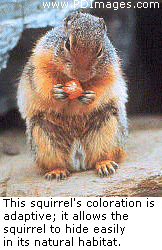 www.PDImages.com
This squirrel's coloration is
adaptive; it allows the
squirrel to hide easily
in its natural habitat.